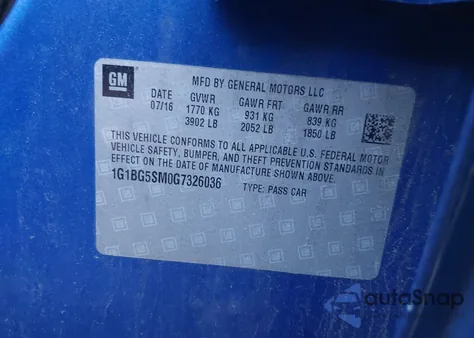 GM
MFD BY GENERAL MOTORS LLC
DATE GVWR GAWR FRT GAWR RR
07/16 1770 KG 931 KG 839 KG
3902 LB 2052 LB 1850 LB
THIS VEHICLE CONFORMS TO ALL APPLICABLE U.S. FEDERAL MOTOR
VEHICLE SAFETY, BUMPER, AND THEFT PREVENTION STANDARDS IN
EFFECT ON THE DATE OF MANUFACTURE SHOWN ABOVE.
1G1BG5SM0G7326036 TYPE: PASS CAR
autoSnap